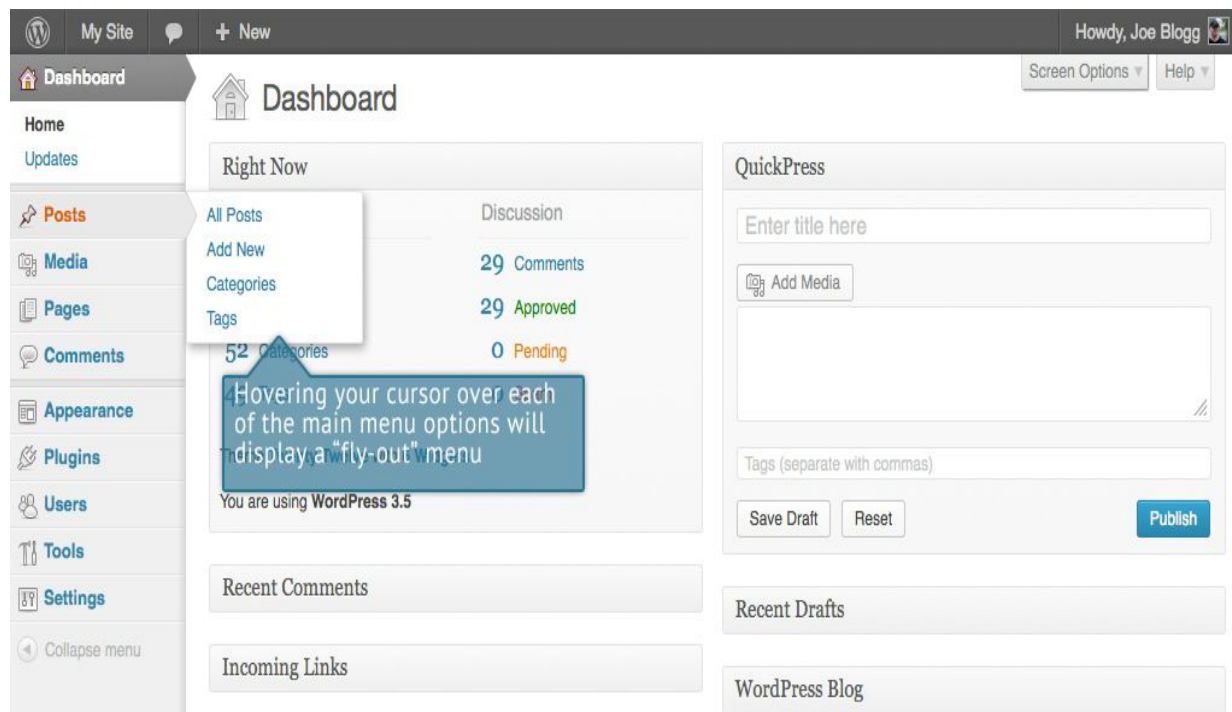 My Site
+ New
Howdy, Joe Blogg
Dashboard
Home
Updates
Posts
Media
Pages
Comments
Appearance
Plugins
Users
Tools
Settings
Collapse menu
Screen Options
Help
Dashboard
Right Now
All Posts
Add New
Categories
Tags
Discussion
29 Comments
29 Approved
52 Categories
0 Pending
Hovering your cursor over each
of the main menu options will
display a “fly-out" menu
You are using WordPress 3.5
Recent Comments
Incoming Links
QuickPress
Enter title here
Add Media
Tags (separate with commas)
Save Draft
Reset
Publish
Recent Drafts
WordPress Blog